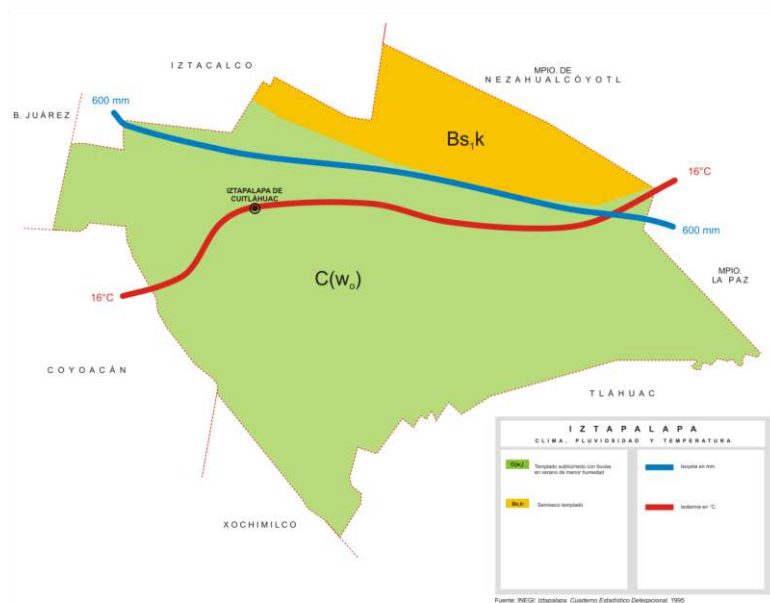 IZTACALCO
MPIO. DE
NEZAHUALCÓYOTL
B. JUÁREZ
600 mm
Bs₁k
16°C
IZTAPALAPA DE
CUITLÁHUAC
600 mm
MPIO.
LA PAZ
C(w₀)
16°C
COYOACÁN
TLÁHUAC
XOCHIMILCO
IZTAPALAPA
CLIMA, PLUVIOSIDAD Y TEMPERATURA
C(w₀)
Templado subhúmedo con lluvias
en verano de menor humedad
Isoyeta en mm
Bs₁k
Semiseco templado
Isoterma en °C
Fuente: INEGI: Iztapalapa. Cuaderno Estadístico Delegacional. 1995